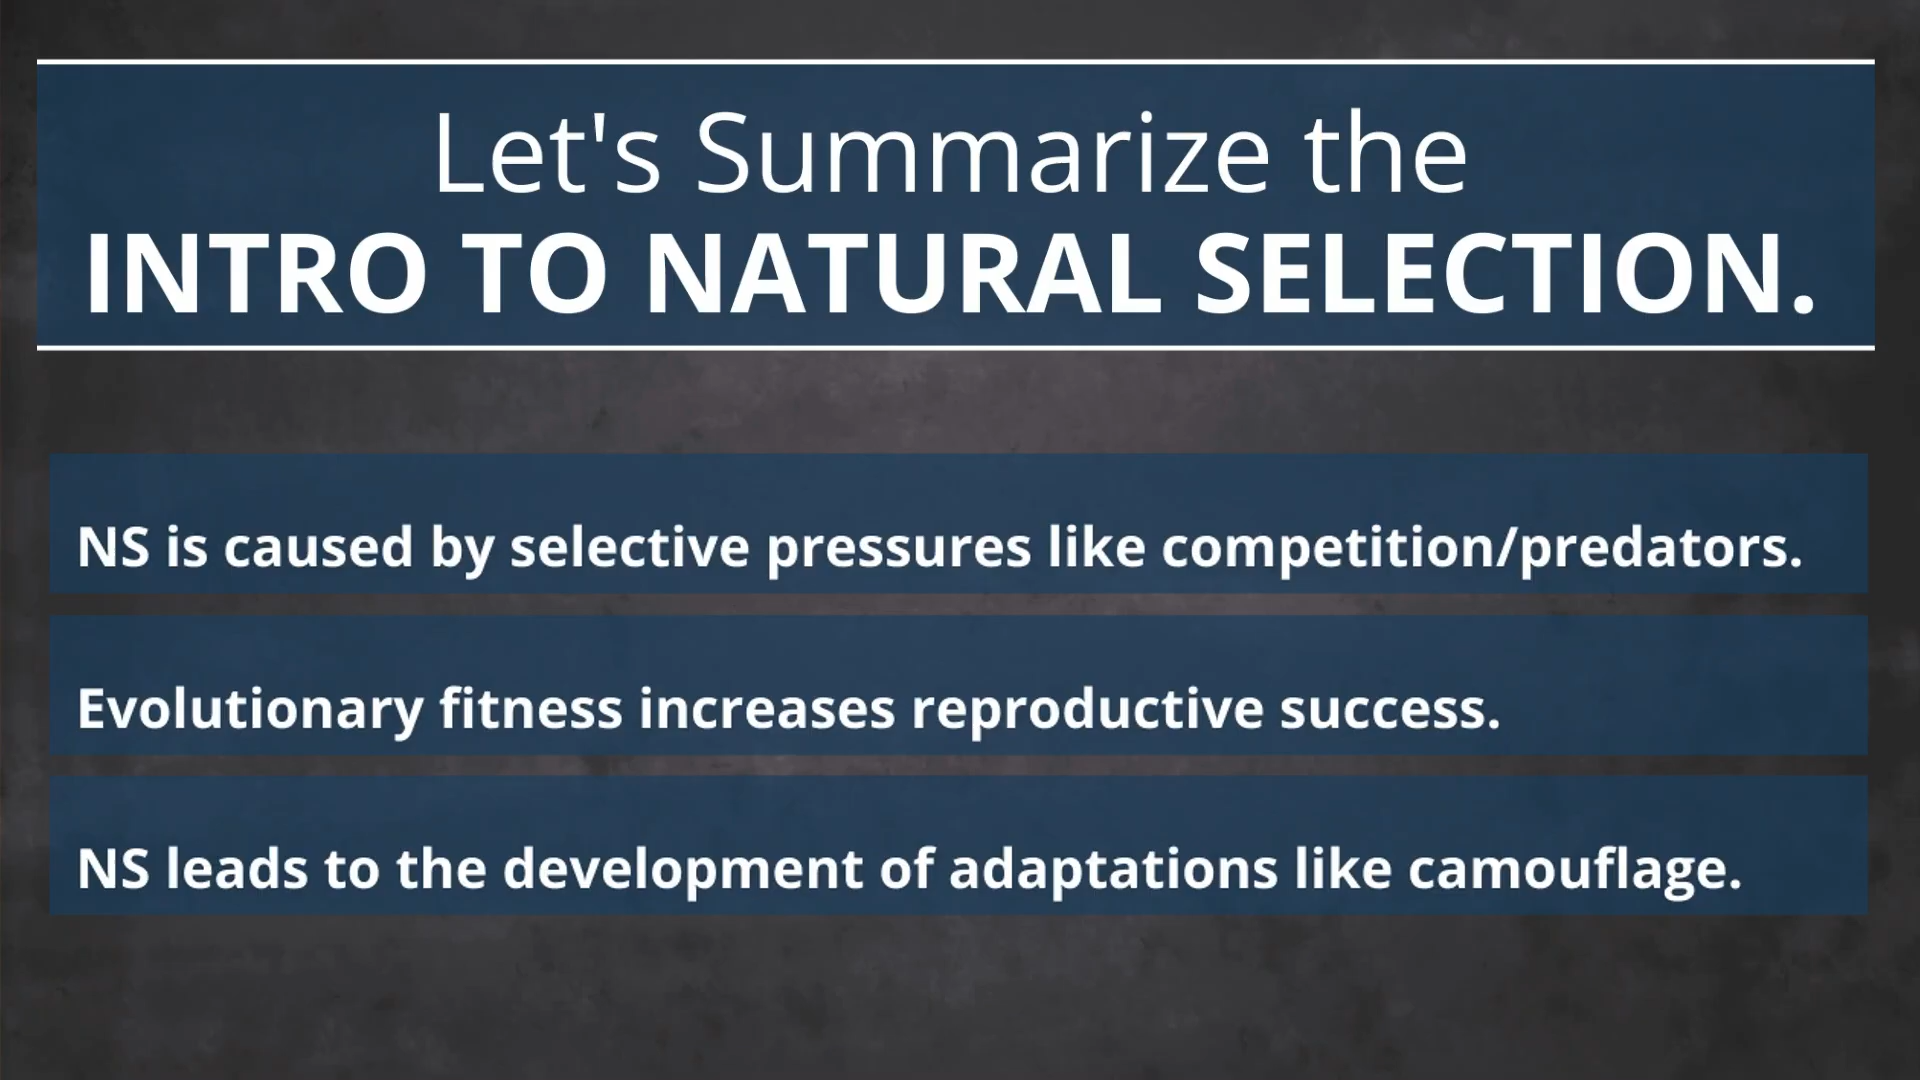 Let's Summarize the
INTRO TO NATURAL SELECTION.
NS is caused by selective pressures like competition/predators.
Evolutionary fitness increases reproductive success.
NS leads to the development of adaptations like camouflage.